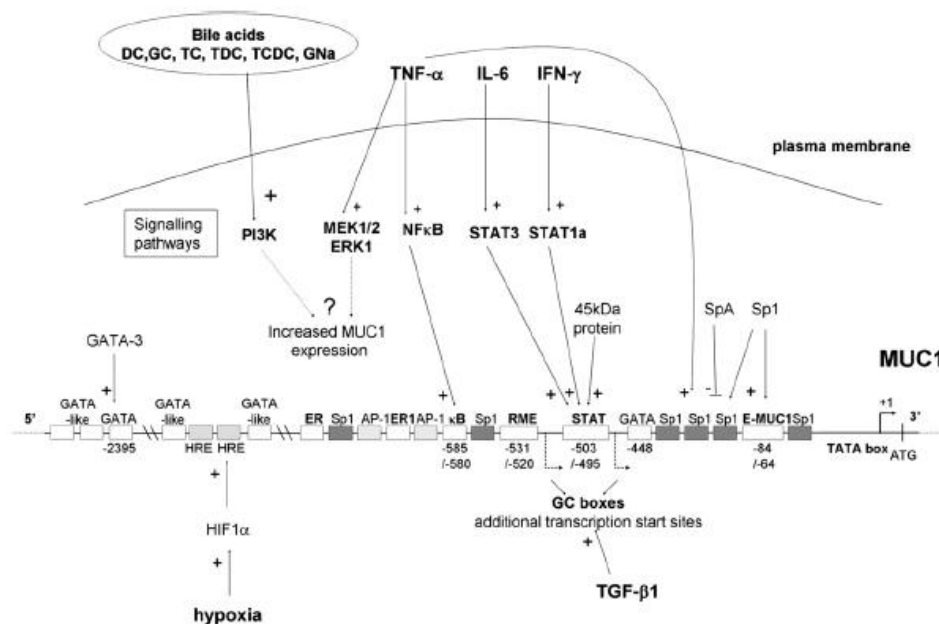 Bile acids
DC,GC, TC, TDC, TCDC, GNa
TNF-α IL-6 IFN-γ
plasma membrane
+
Signalling
pathways
PI3K
+ + + +
MEK1/2
ERK1
NFκB
STAT3
STAT1a
?
Increased MUC1
expression
45kDa
protein
SpA
Sp1
GATA-3
MUC1
+ + + + + + - + +
GATA
-like
GATA
GATA
-like
GATA
-like
+1
5' ER Sp1 AP-1 ER1 AP-1 κB Sp1 RME STAT GATA Sp1 Sp1 Sp1 E-MUC1 Sp1 3'
-2395
HRE HRE
-585
/-580
-531
/-520
-503
/-495
-448
-84
/-64
TATA box
ATG
+
GC boxes
additional transcription start sites
HIF1α
+
+
TGF-β1
hypoxia